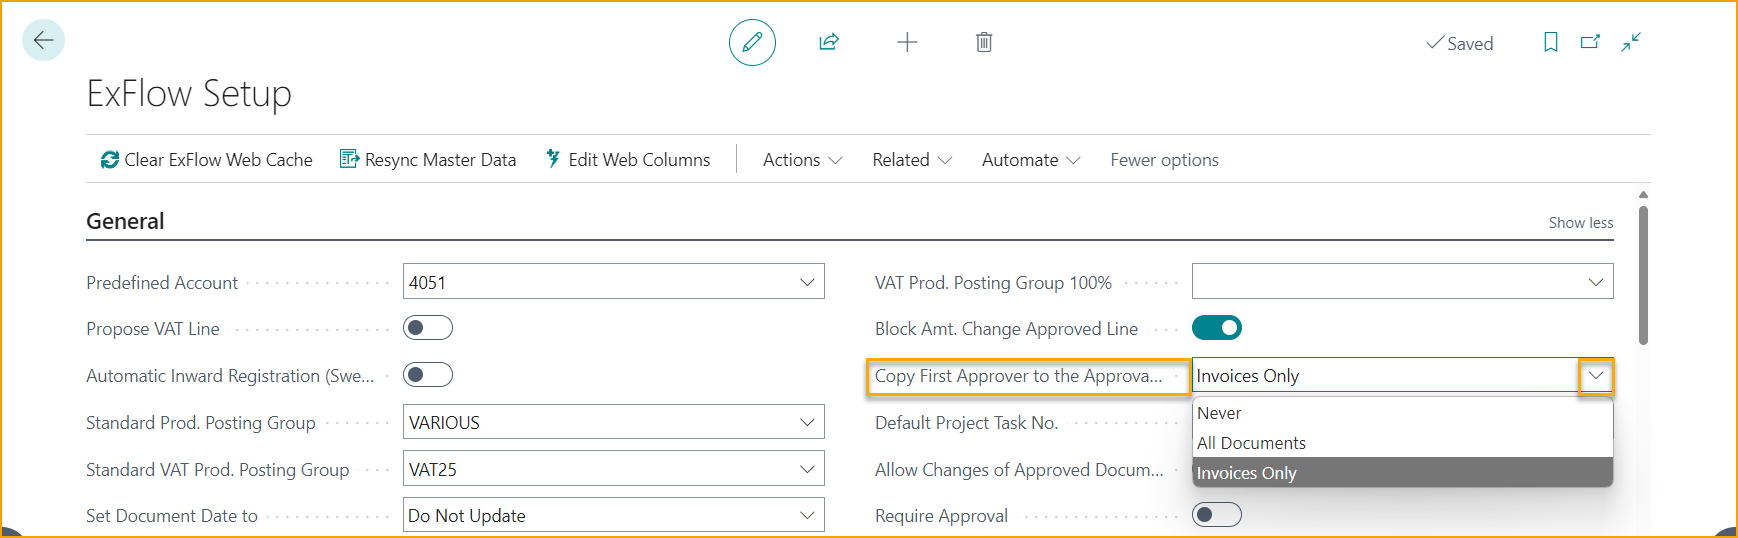 Saved
ExFlow Setup
Clear ExFlow Web Cache Resync Master Data Edit Web Columns Actions Related Automate Fewer options
General Show less
Predefined Account 4051
Propose VAT Line
Automatic Inward Registration (Swe...
Standard Prod. Posting Group VARIOUS
Standard VAT Prod. Posting Group VAT25
Set Document Date to Do Not Update
VAT Prod. Posting Group 100%
Block Amt. Change Approved Line
Copy First Approver to the Approva... Invoices Only
Never
All Documents
Invoices Only
Default Project Task No.
Allow Changes of Approved Docum...
Require Approval